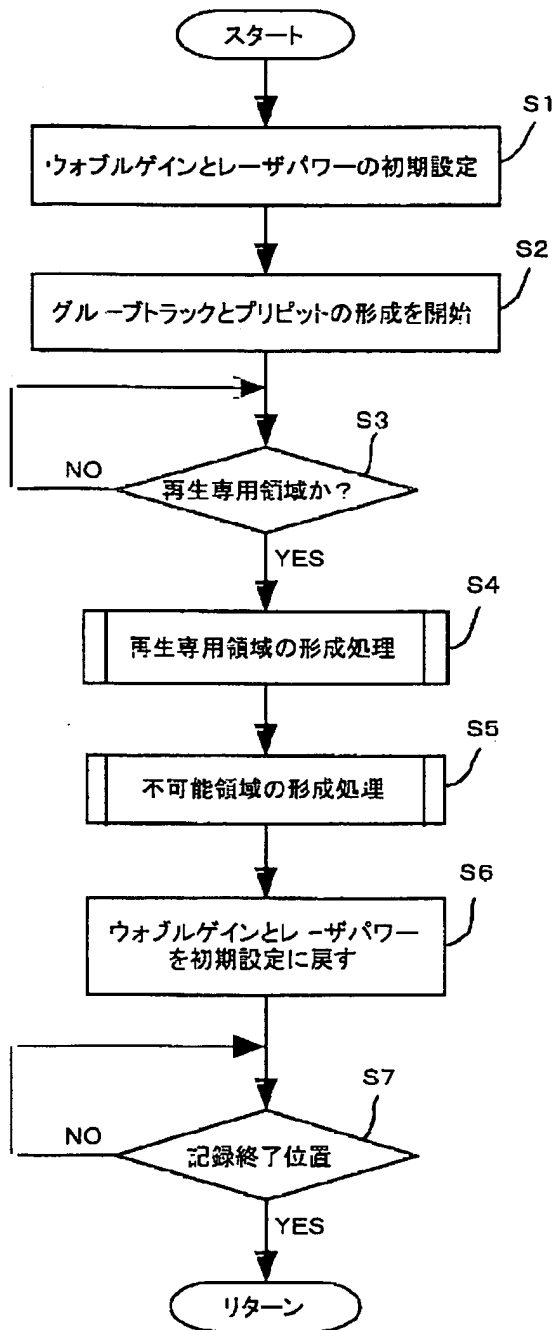 スタート
S1
ウォブルゲインとレーザパワーの初期設定
S2
グルーブトラックとプリピットの形成を開始
S3
NO
再生専用領域か?
YES
S4
再生専用領域の形成処理
S5
不可能領域の形成処理
S6
ウォブルゲインとレーザパワー
を初期設定に戻す
S7
NO
記録終了位置
YES
リターン